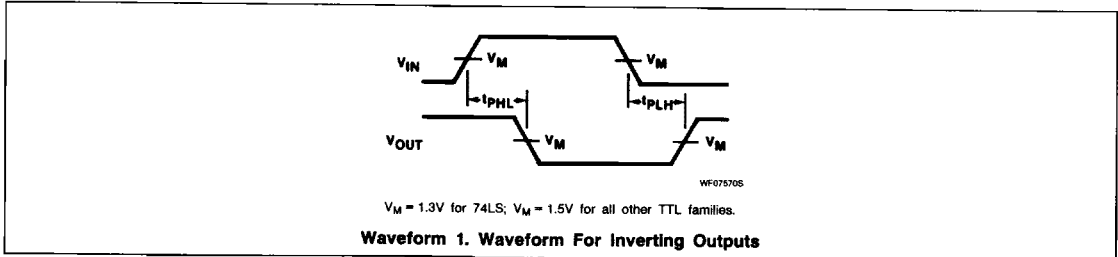 VIN
VM
VM
tPHL
tPLH
VOUT
VM
VM
WF07570S
VM = 1.3V for 74LS; VM = 1.5V for all other TTL families.
Waveform 1. Waveform For Inverting Outputs